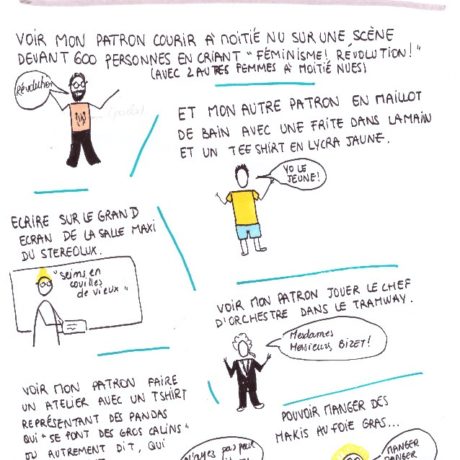 VOIR MON PATRON COURIR À MOITIÉ NU SUR UNE SCÈNE
DEVANT 600 PERSONNES EN CRIANT " FÉMINISME! RÉVOLUTION! "
(AVEC 2 AUTRES FEMMES À MOITIÉ NUES)
Révolution
ET MON AUTRE PATRON EN MAILLOT
DE BAIN AVEC UNE FRITE DANS LA MAIN
ET UN TEE SHIRT EN LYCRA JAUNE.
YO LE
JEUNE!
ECRIRE SUR LE GRAND
ECRAN DE LA SALLE MAXI
DU STEREOLUX.
"seins en
couilles
de vieux"
VOIR MON PATRON JOUER LE CHEF
D'ORCHESTRE DANS LE TRAMWAY.
Mesdames
Messieurs, BIZET!
VOIR MON PATRON FAIRE
UN ATELIER AVEC UN TSHIRT
REPRÉSENTANT DES PANDAS
QUI "SE FONT DES GROS CALINS"
OU AUTREMENT DIT, QUI
POUVOIR MANGER DES
MAKIS AU FOIE GRAS...
MANGER